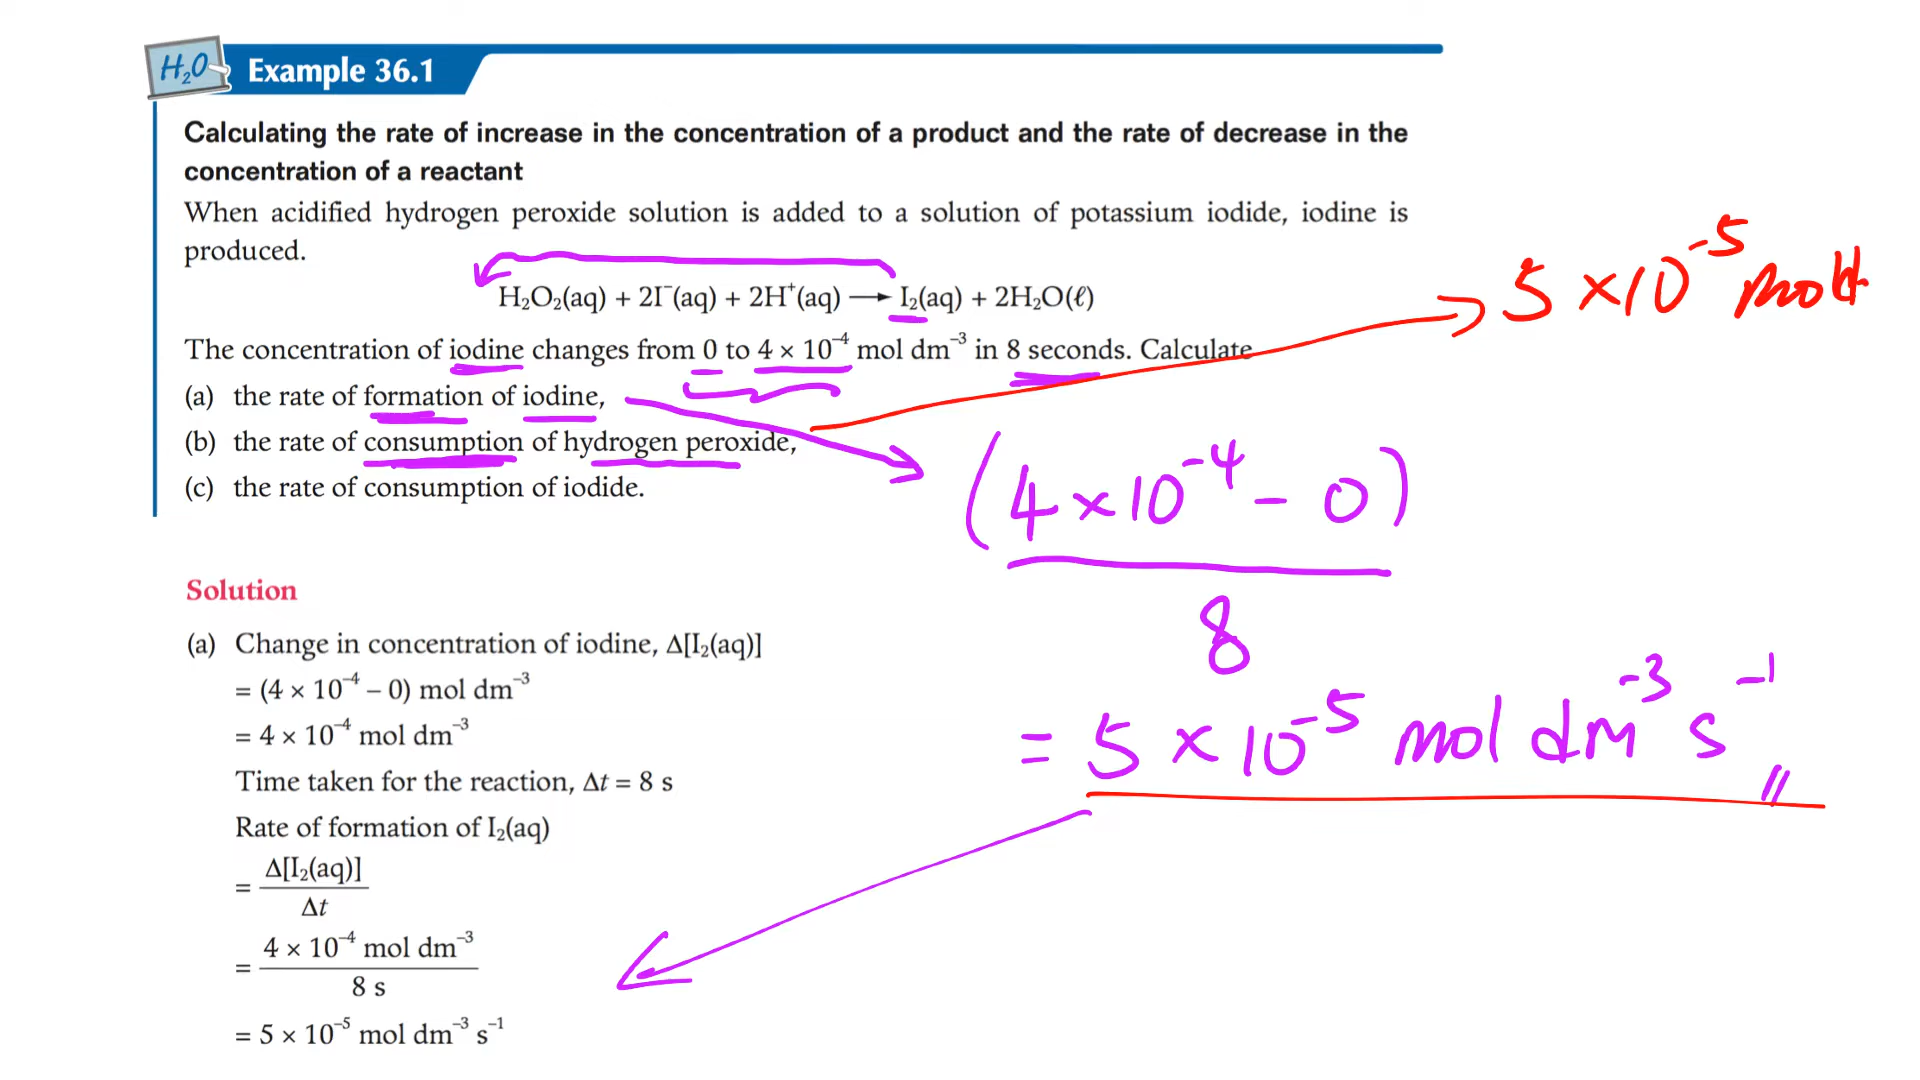 H₂O
Example 36.1
Calculating the rate of increase in the concentration of a product and the rate of decrease in the
concentration of a reactant
When acidified hydrogen peroxide solution is added to a solution of potassium iodide, iodine is
produced.
H₂O₂(aq) + 2I⁻(aq) + 2H⁺(aq) ⟶ I₂(aq) + 2H₂O(ℓ)
5 × 10⁻⁵ mol
The concentration of iodine changes from 0 to 4 × 10⁻⁴ mol dm⁻³ in 8 seconds. Calculate
(a) the rate of formation of iodine,
(b) the rate of consumption of hydrogen peroxide,
(c) the rate of consumption of iodide.
(4 × 10⁻⁴ – 0)
8
= 5 × 10⁻⁵ mol dm⁻³ s⁻¹
Solution
(a) Change in concentration of iodine, Δ[I₂(aq)]
= (4 × 10⁻⁴ – 0) mol dm⁻³
= 4 × 10⁻⁴ mol dm⁻³
Time taken for the reaction, Δt = 8 s
Rate of formation of I₂(aq)
= Δ[I₂(aq)]
Δt
= 4 × 10⁻⁴ mol dm⁻³
8 s
= 5 × 10⁻⁵ mol dm⁻³ s⁻¹